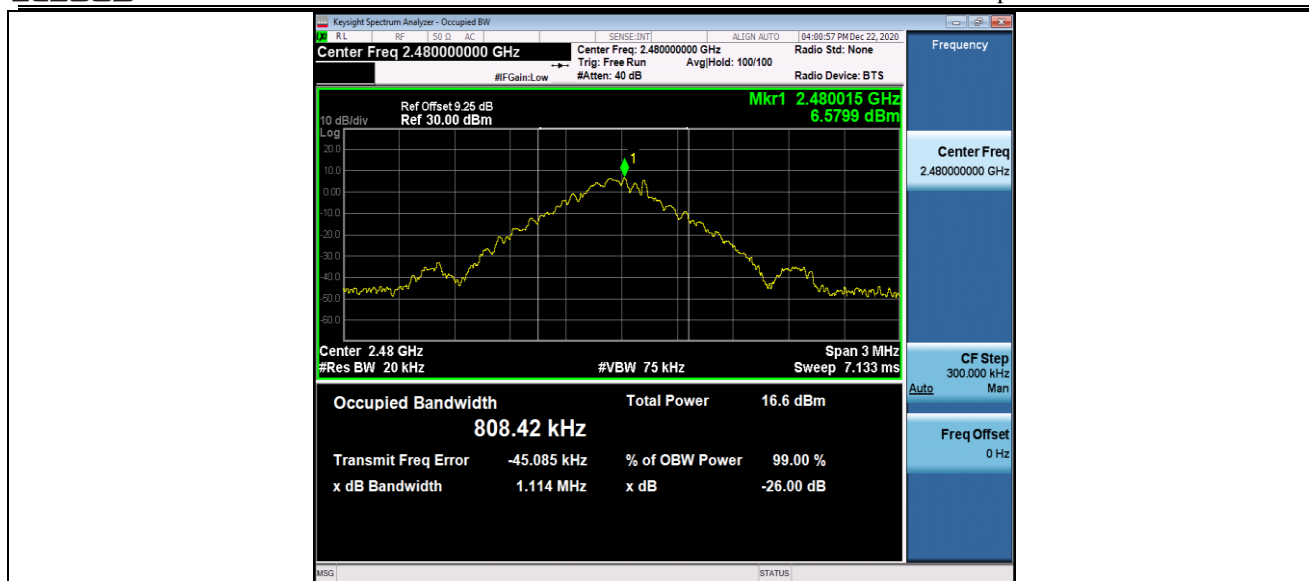 Keysight Spectrum Analyzer - Occupied BW
LXI RL RF 50 Ω AC SENSE:INT ALIGN AUTO 04:00:57 PM Dec 22, 2020
Center Freq 2.480000000 GHz
Center Freq: 2.480000000 GHz Radio Std: None
Trig: Free Run Avg|Hold: 100/100
#IFGain:Low #Atten: 40 dB Radio Device: BTS
Frequency
Mkr1 2.480015 GHz
6.5799 dBm
Ref Offset 9.25 dB
10 dB/div Ref 30.00 dBm
Log
20.0
10.0
0.00
-10.0
-20.0
-30.0
-40.0
-50.0
-60.0
1
Center Freq
2.480000000 GHz
Center 2.48 GHz Span 3 MHz
#Res BW 20 kHz #VBW 75 kHz Sweep 7.133 ms
CF Step
300.000 kHz
Auto Man
Occupied Bandwidth Total Power 16.6 dBm
808.42 kHz
Transmit Freq Error -45.085 kHz % of OBW Power 99.00 %
x dB Bandwidth 1.114 MHz x dB -26.00 dB
Freq Offset
0 Hz
MSG STATUS